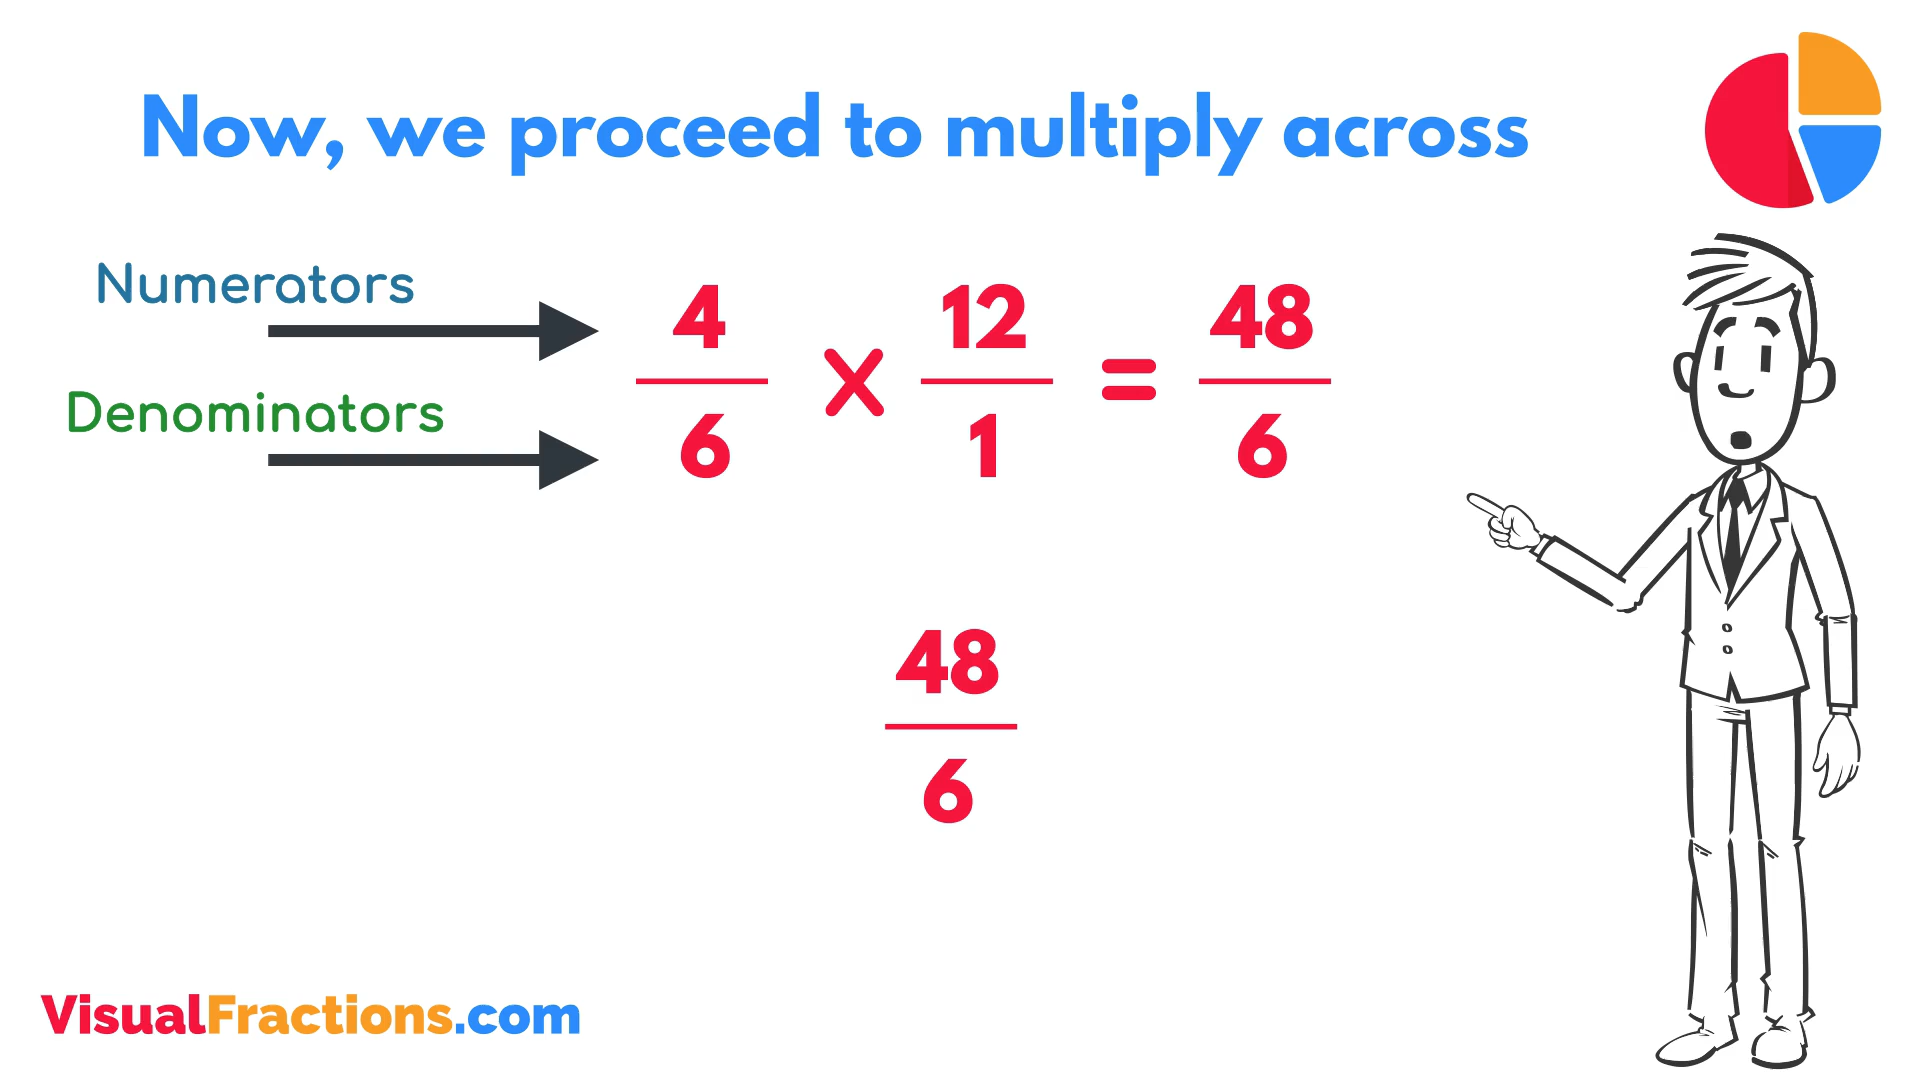 Now, we proceed to multiply across
Numerators
Denominators
4 12 48
x =
6 1 6
48
6
VisualFractions.com